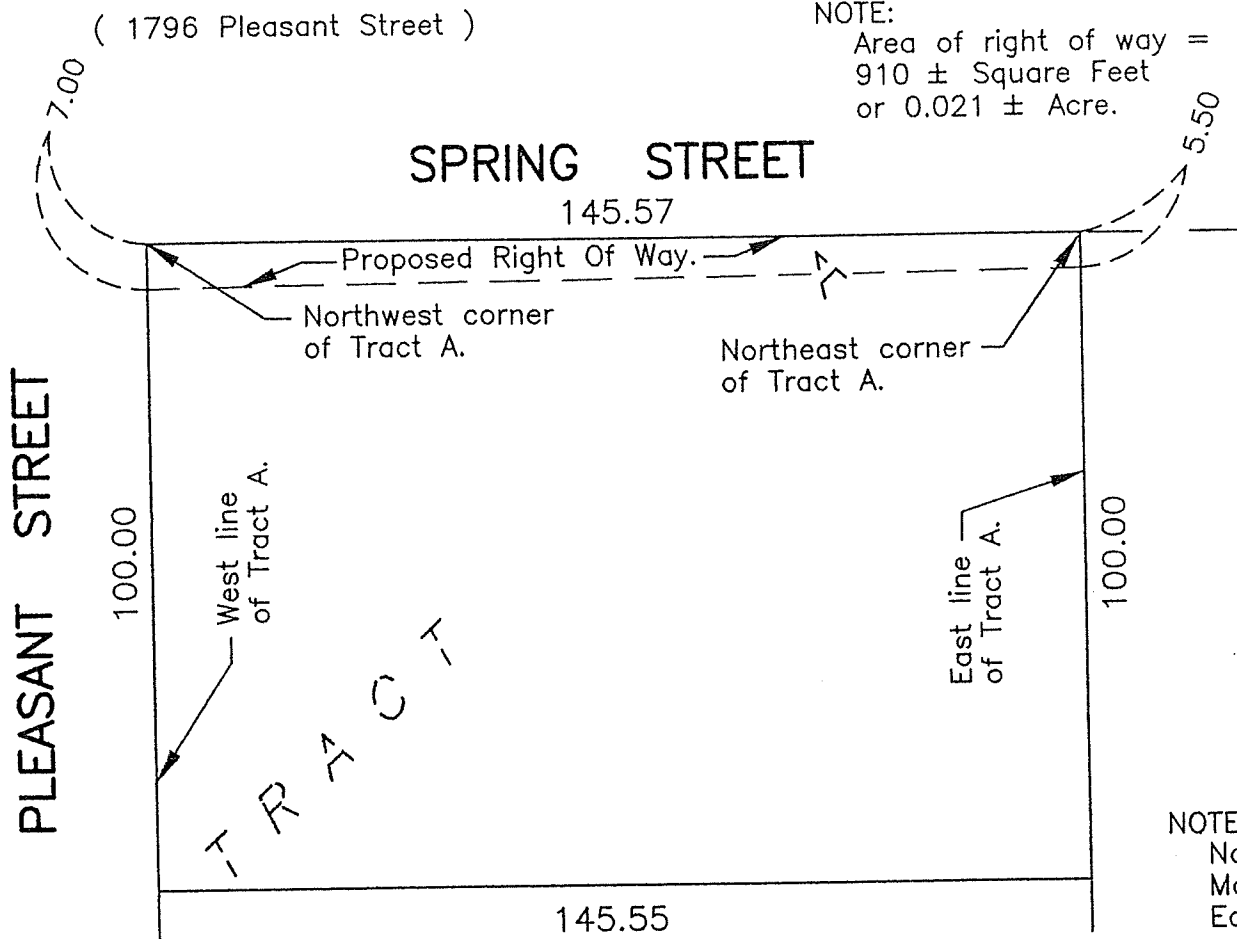 ( 1796 Pleasant Street )
NOTE:
Area of right of way =
910 ± Square Feet
or 0.021 ± Acre.
7.00
5.50
SPRING STREET
145.57
Proposed Right Of Way.
Northwest corner
of Tract A.
Northeast corner
of Tract A.
PLEASANT STREET
100.00
West line
of Tract A.
East line
of Tract A.
100.00
TRACT A
145.55
NOTE